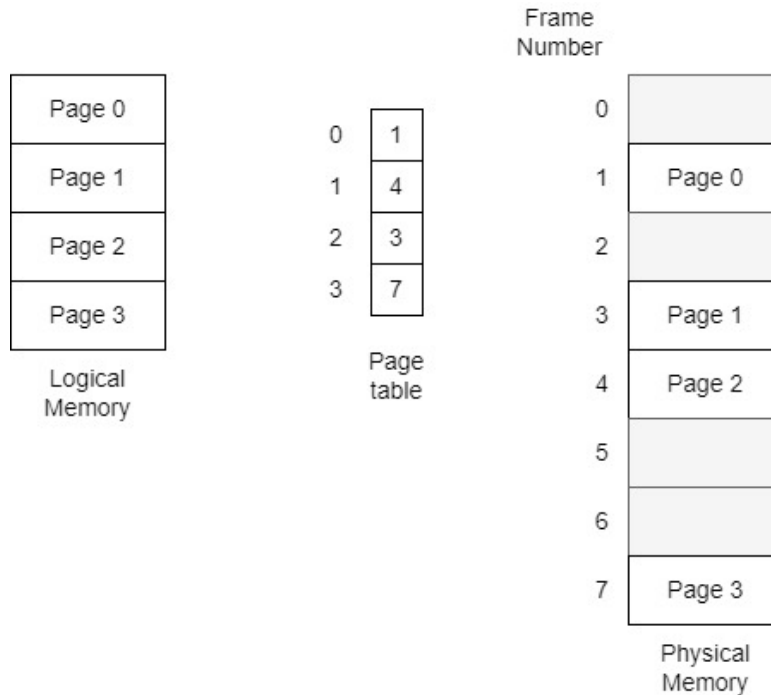 Frame
Number
Page 0
Page 1
Page 2
Page 3
Logical
Memory
0 1
1 4
2 3
3 7
Page
table
0
1 Page 0
2
3 Page 1
4 Page 2
5
6
7 Page 3
Physical
Memory